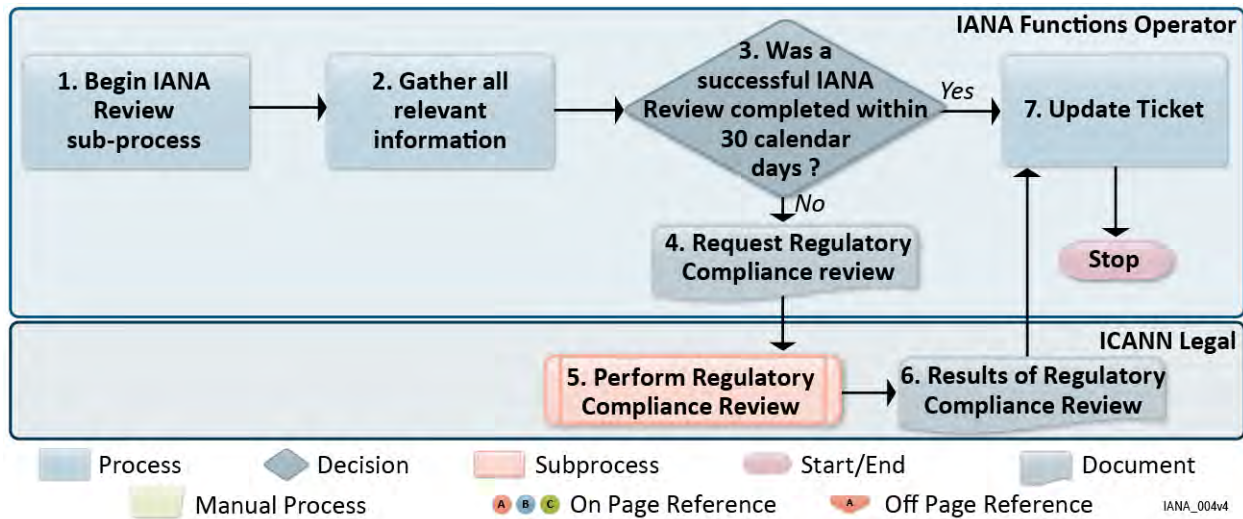 IANA Functions Operator
1. Begin IANA
Review
sub-process
2. Gather all
relevant
information
3. Was a
successful IANA
Review completed within
30 calendar
days ?
Yes
7. Update Ticket
No
4. Request Regulatory
Compliance review
Stop
ICANN Legal
5. Perform Regulatory
Compliance Review
6. Results of Regulatory
Compliance Review
Process
Decision
Subprocess
Start/End
Document
Manual Process
A B C On Page Reference
A Off Page Reference
IANA_004v4